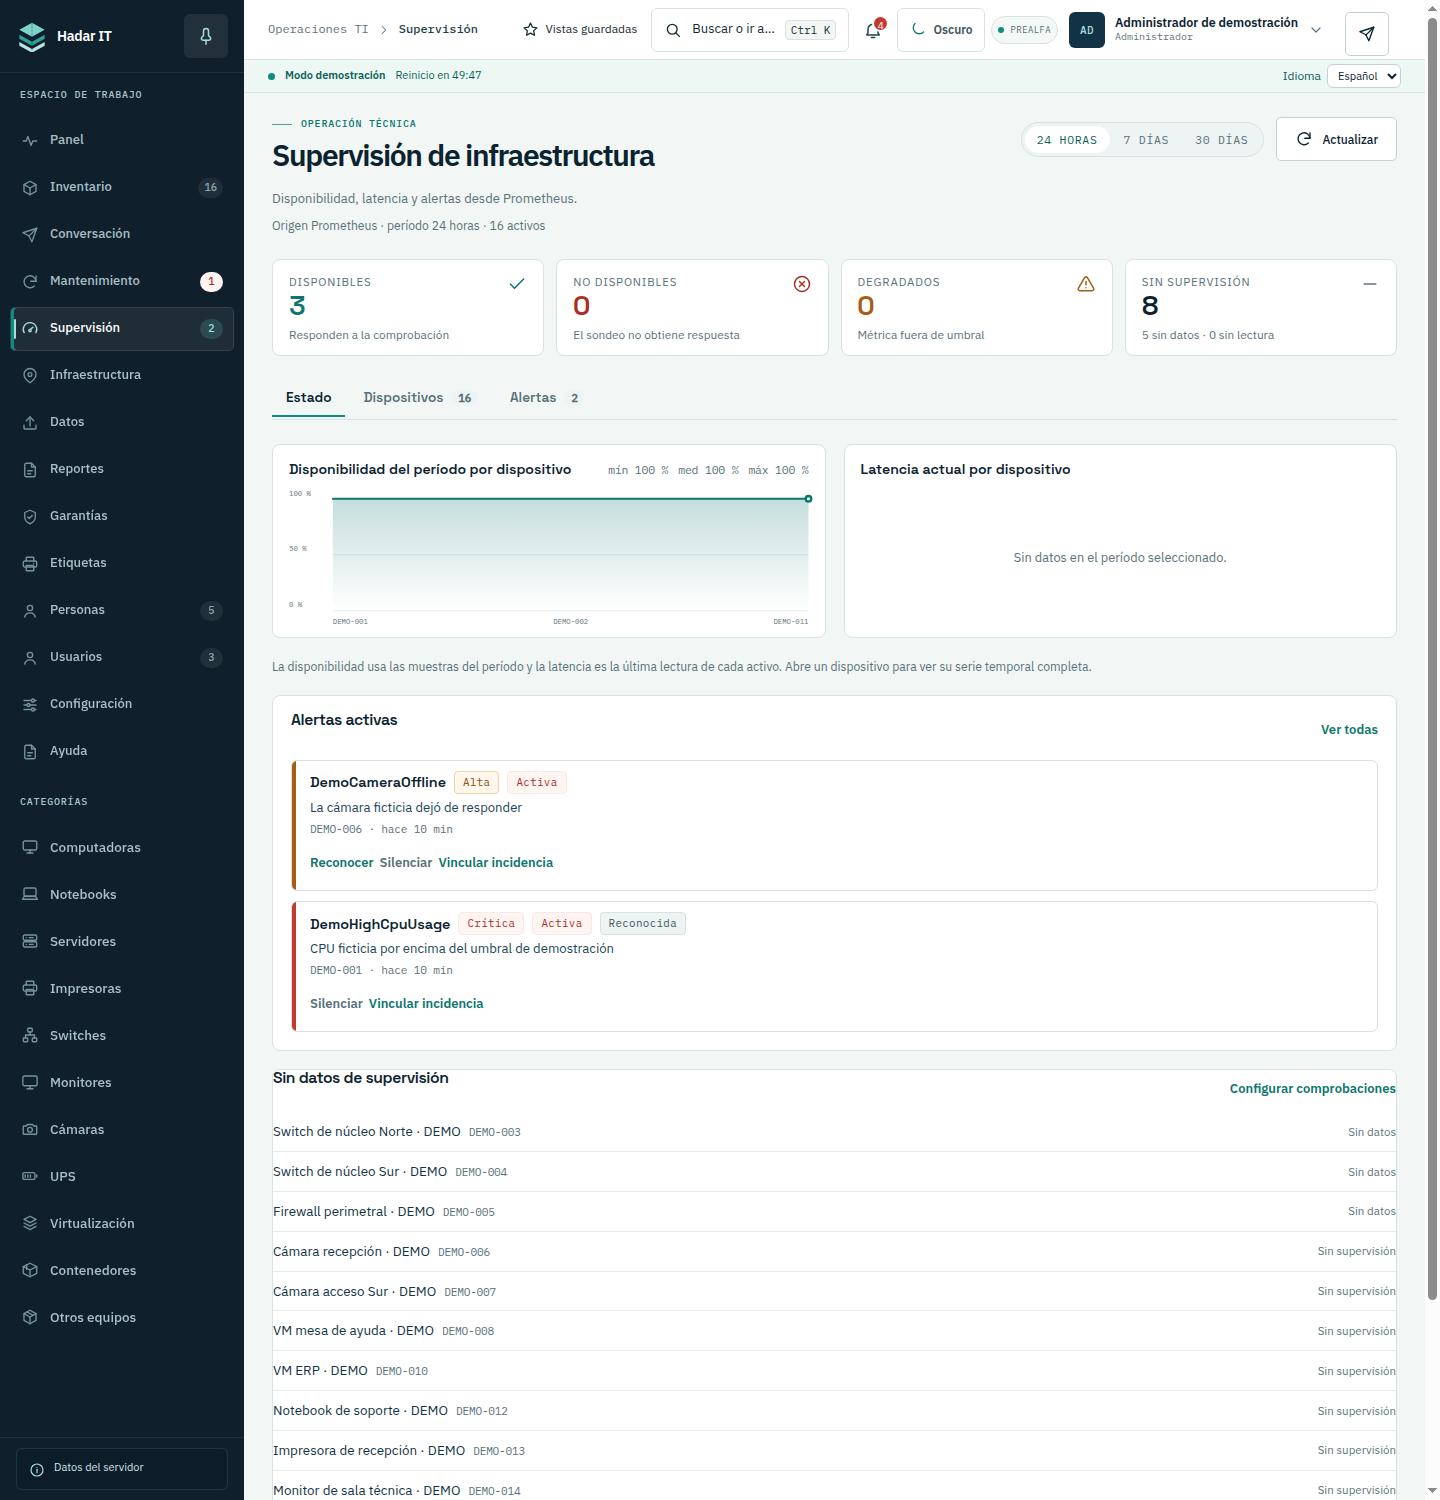 Hadar IT
ESPACIO DE TRABAJO
Panel
Inventario 16
Conversación
Mantenimiento 1
Supervisión 2
Infraestructura
Datos
Reportes
Garantías
Etiquetas
Personas 5
Usuarios 3
Configuración
Ayuda
CATEGORÍAS
Computadoras
Notebooks
Servidores
Impresoras
Switches
Monitores
Cámaras
UPS
Virtualización
Contenedores
Otros equipos
Datos del servidor
Operaciones TI > Supervisión
Vistas guardadas
Buscar o ir a... Ctrl K
4
Oscuro
PREALFA
AD
Administrador de demostración
Administrador
Modo demostración Reinicio en 49:47
Idioma Español
OPERACIÓN TÉCNICA
Supervisión de infraestructura
24 HORAS 7 DÍAS 30 DÍAS
Actualizar
Disponibilidad, latencia y alertas desde Prometheus.
Origen Prometheus · período 24 horas · 16 activos
DISPONIBLES
3
Responden a la comprobación
NO DISPONIBLES
0
El sondeo no obtiene respuesta
DEGRADADOS
0
Métrica fuera de umbral
SIN SUPERVISIÓN
8
5 sin datos · 0 sin lectura
Estado Dispositivos 16 Alertas 2
Disponibilidad del período por dispositivo mín 100 % med 100 % máx 100 %
100 %
50 %
0 %
DEMO-001 DEMO-002 DEMO-011
Latencia actual por dispositivo
Sin datos en el período seleccionado.
La disponibilidad usa las muestras del período y la latencia es la última lectura de cada activo. Abre un dispositivo para ver su serie temporal completa.
Alertas activas
Ver todas
DemoCameraOffline Alta Activa
La cámara ficticia dejó de responder
DEMO-006 · hace 10 min
Reconocer Silenciar Vincular incidencia
DemoHighCpuUsage Crítica Activa Reconocida
CPU ficticia por encima del umbral de demostración
DEMO-001 · hace 10 min
Silenciar Vincular incidencia
Sin datos de supervisión
Configurar comprobaciones
Switch de núcleo Norte · DEMO DEMO-003 Sin datos
Switch de núcleo Sur · DEMO DEMO-004 Sin datos
Firewall perimetral · DEMO DEMO-005 Sin datos
Cámara recepción · DEMO DEMO-006 Sin supervisión
Cámara acceso Sur · DEMO DEMO-007 Sin supervisión
VM mesa de ayuda · DEMO DEMO-008 Sin supervisión
VM ERP · DEMO DEMO-010 Sin supervisión
Notebook de soporte · DEMO DEMO-012 Sin supervisión
Impresora de recepción · DEMO DEMO-013 Sin supervisión
Monitor de sala técnica · DEMO DEMO-014 Sin supervisión